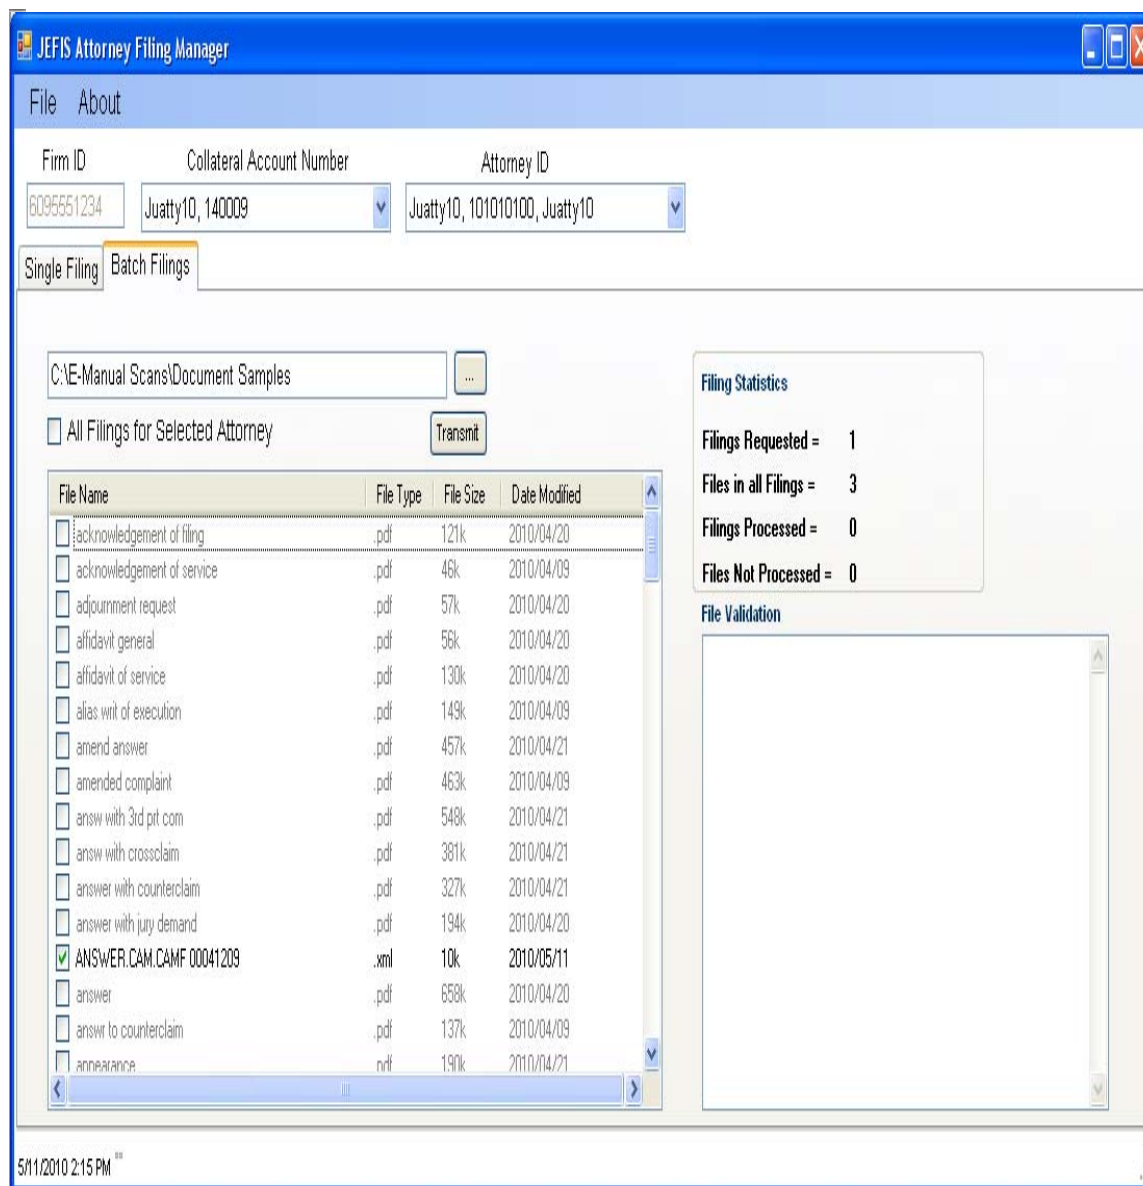 JEFIS Attorney Filing Manager
File About
Firm ID Collateral Account Number Attorney ID
6095551234 Juatty10, 140009 Juatty10, 101010100, Juatty10
Single Filing Batch Filings
C:\E-Manual Scans\Document Samples ...
All Filings for Selected Attorney Transmit
File Name File Type File Size Date Modified
acknowledgement of filing .pdf 121k 2010/04/20
acknowledgement of service .pdf 46k 2010/04/09
adjournment request .pdf 57k 2010/04/20
affidavit general .pdf 56k 2010/04/20
affidavit of service .pdf 130k 2010/04/20
alias writ of execution .pdf 149k 2010/04/09
amend answer .pdf 457k 2010/04/21
amended complaint .pdf 463k 2010/04/09
answ with 3rd prt com .pdf 548k 2010/04/21
answ with crossclaim .pdf 381k 2010/04/21
answer with counterclaim .pdf 327k 2010/04/21
answer with jury demand .pdf 194k 2010/04/20
ANSWER.CAM.CAMF 00041209 .xml 10k 2010/05/11
answer .pdf 658k 2010/04/20
answr to counterclaim .pdf 137k 2010/04/09
appearance .pdf 190k 2010/04/21
Filing Statistics
Filings Requested = 1
Files in all Filings = 3
Filings Processed = 0
Files Not Processed = 0
File Validation
5/11/2010 2:15 PM